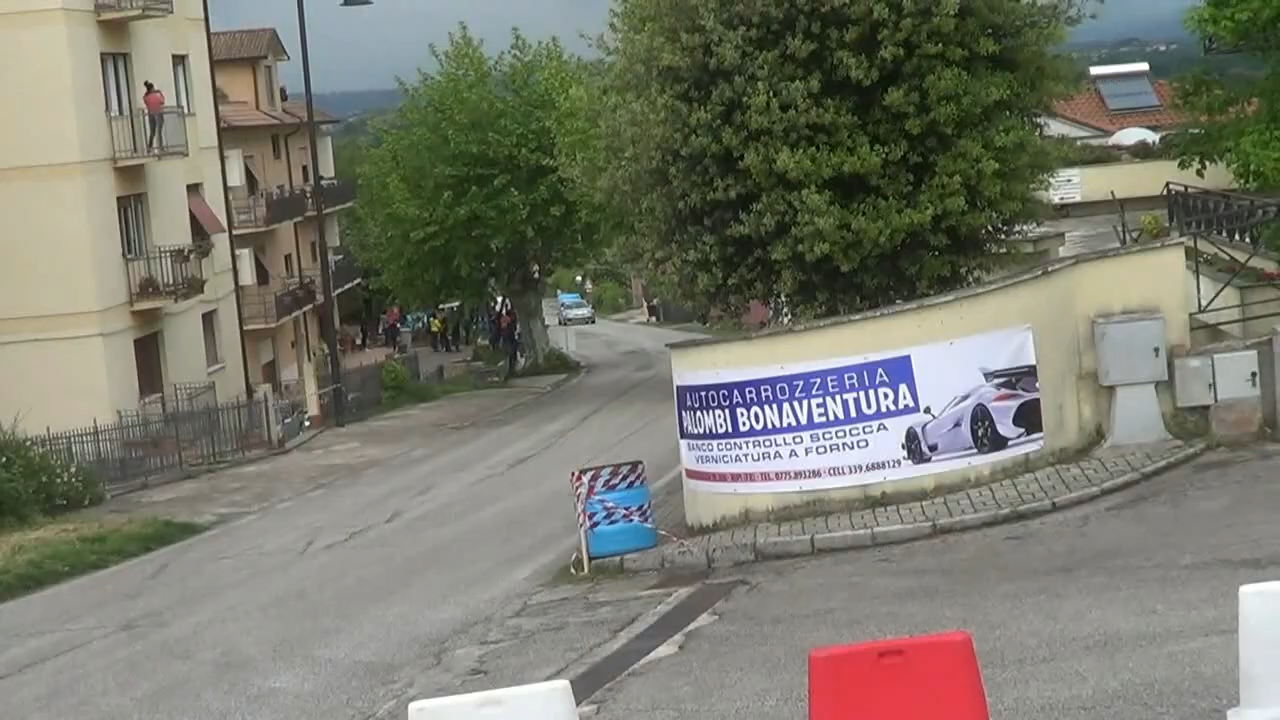 AUTOCARROZZERIA
PALOMBI BONAVENTURA
BANCO CONTROLLO SCOCCA
VERNICIATURA A FORNO
TEL. 0775.893286 - CELL 339.6888129